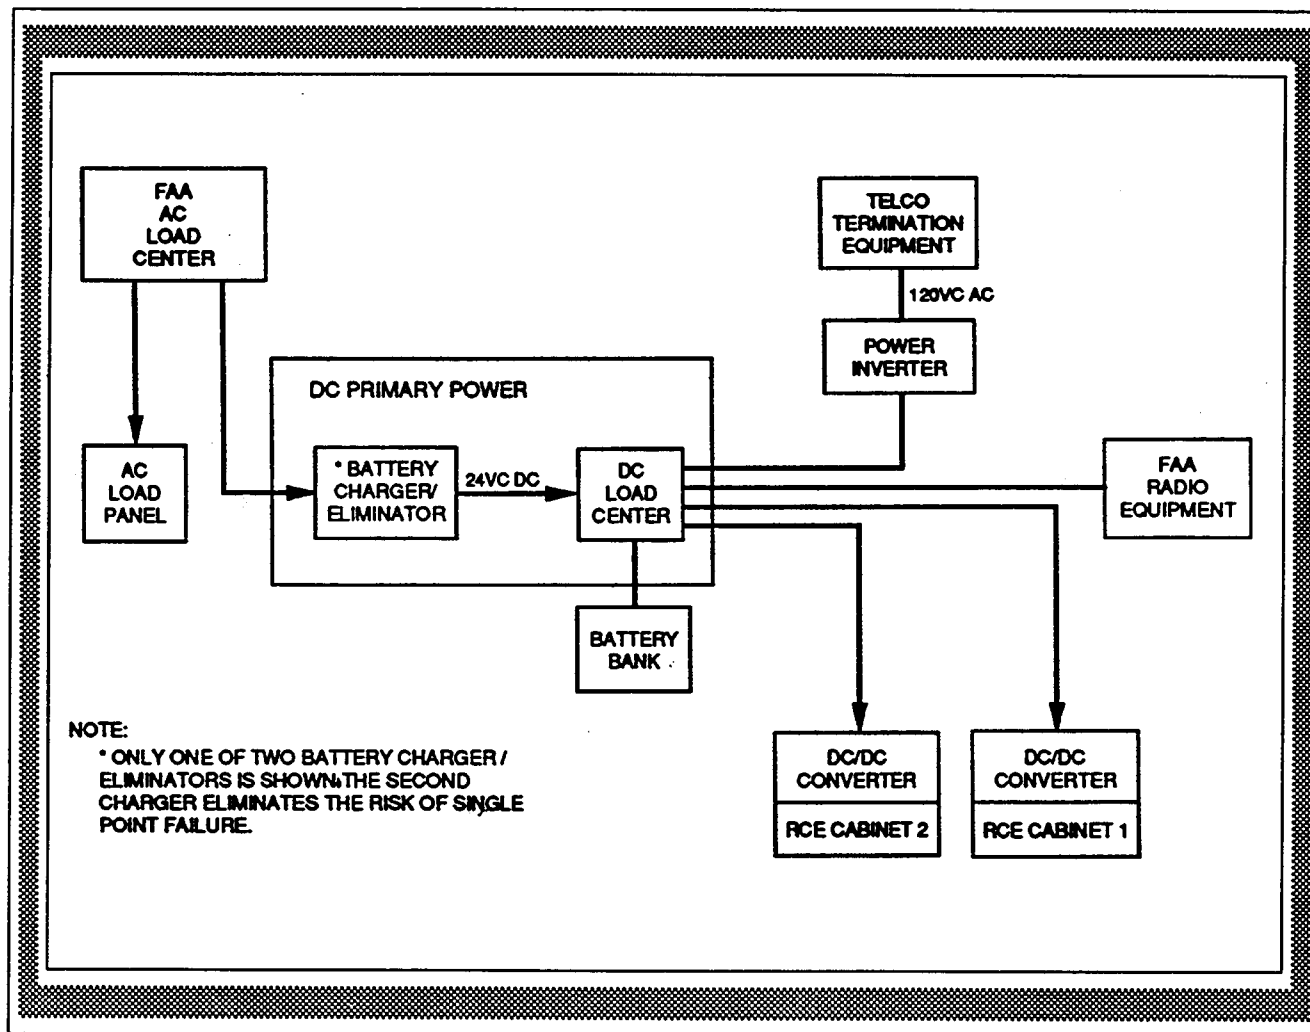 FAA
AC
LOAD
CENTER
TELCO
TERMINATION
EQUIPMENT
120VC AC
POWER
INVERTER
DC PRIMARY POWER
AC
LOAD
PANEL
* BATTERY
CHARGER/
ELIMINATOR
24VC DC
DC
LOAD
CENTER
FAA
RADIO
EQUIPMENT
BATTERY
BANK
NOTE:
* ONLY ONE OF TWO BATTERY CHARGER /
ELIMINATORS IS SHOWN. THE SECOND
CHARGER ELIMINATES THE RISK OF SINGLE
POINT FAILURE.
DC/DC
CONVERTER
RCE CABINET 2
DC/DC
CONVERTER
RCE CABINET 1